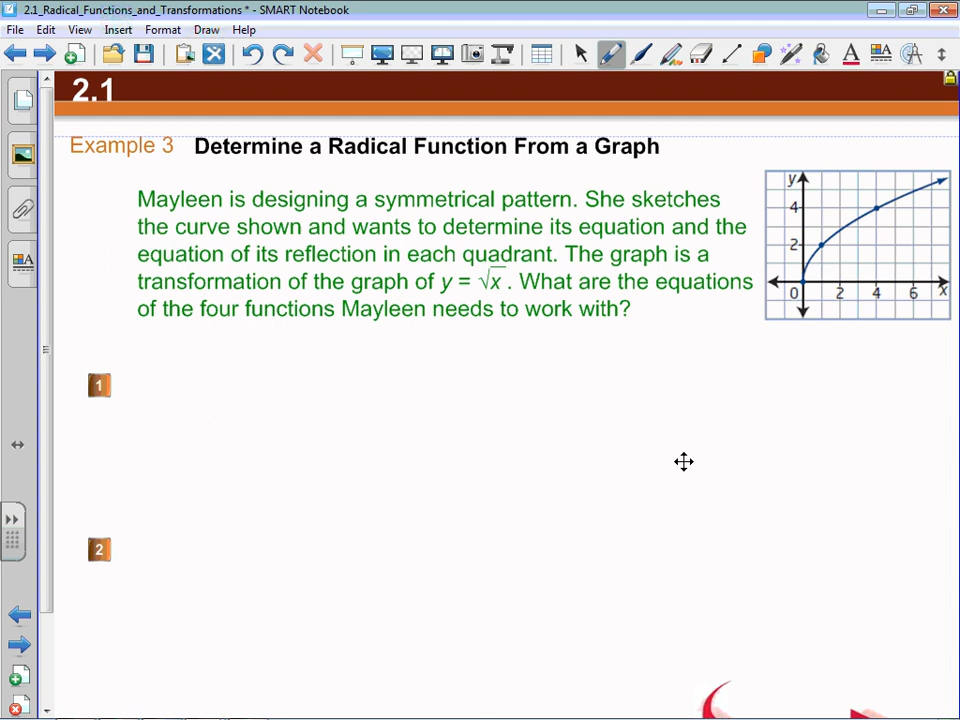 2.1_Radical_Functions_and_Transformations * - SMART Notebook
File Edit View Insert Format Draw Help
2.1
Example 3 Determine a Radical Function From a Graph
Mayleen is designing a symmetrical pattern. She sketches
the curve shown and wants to determine its equation and the
equation of its reflection in each quadrant. The graph is a
transformation of the graph of y = √x . What are the equations
of the four functions Mayleen needs to work with?
y
4
2
0 2 4 6 x
1
2